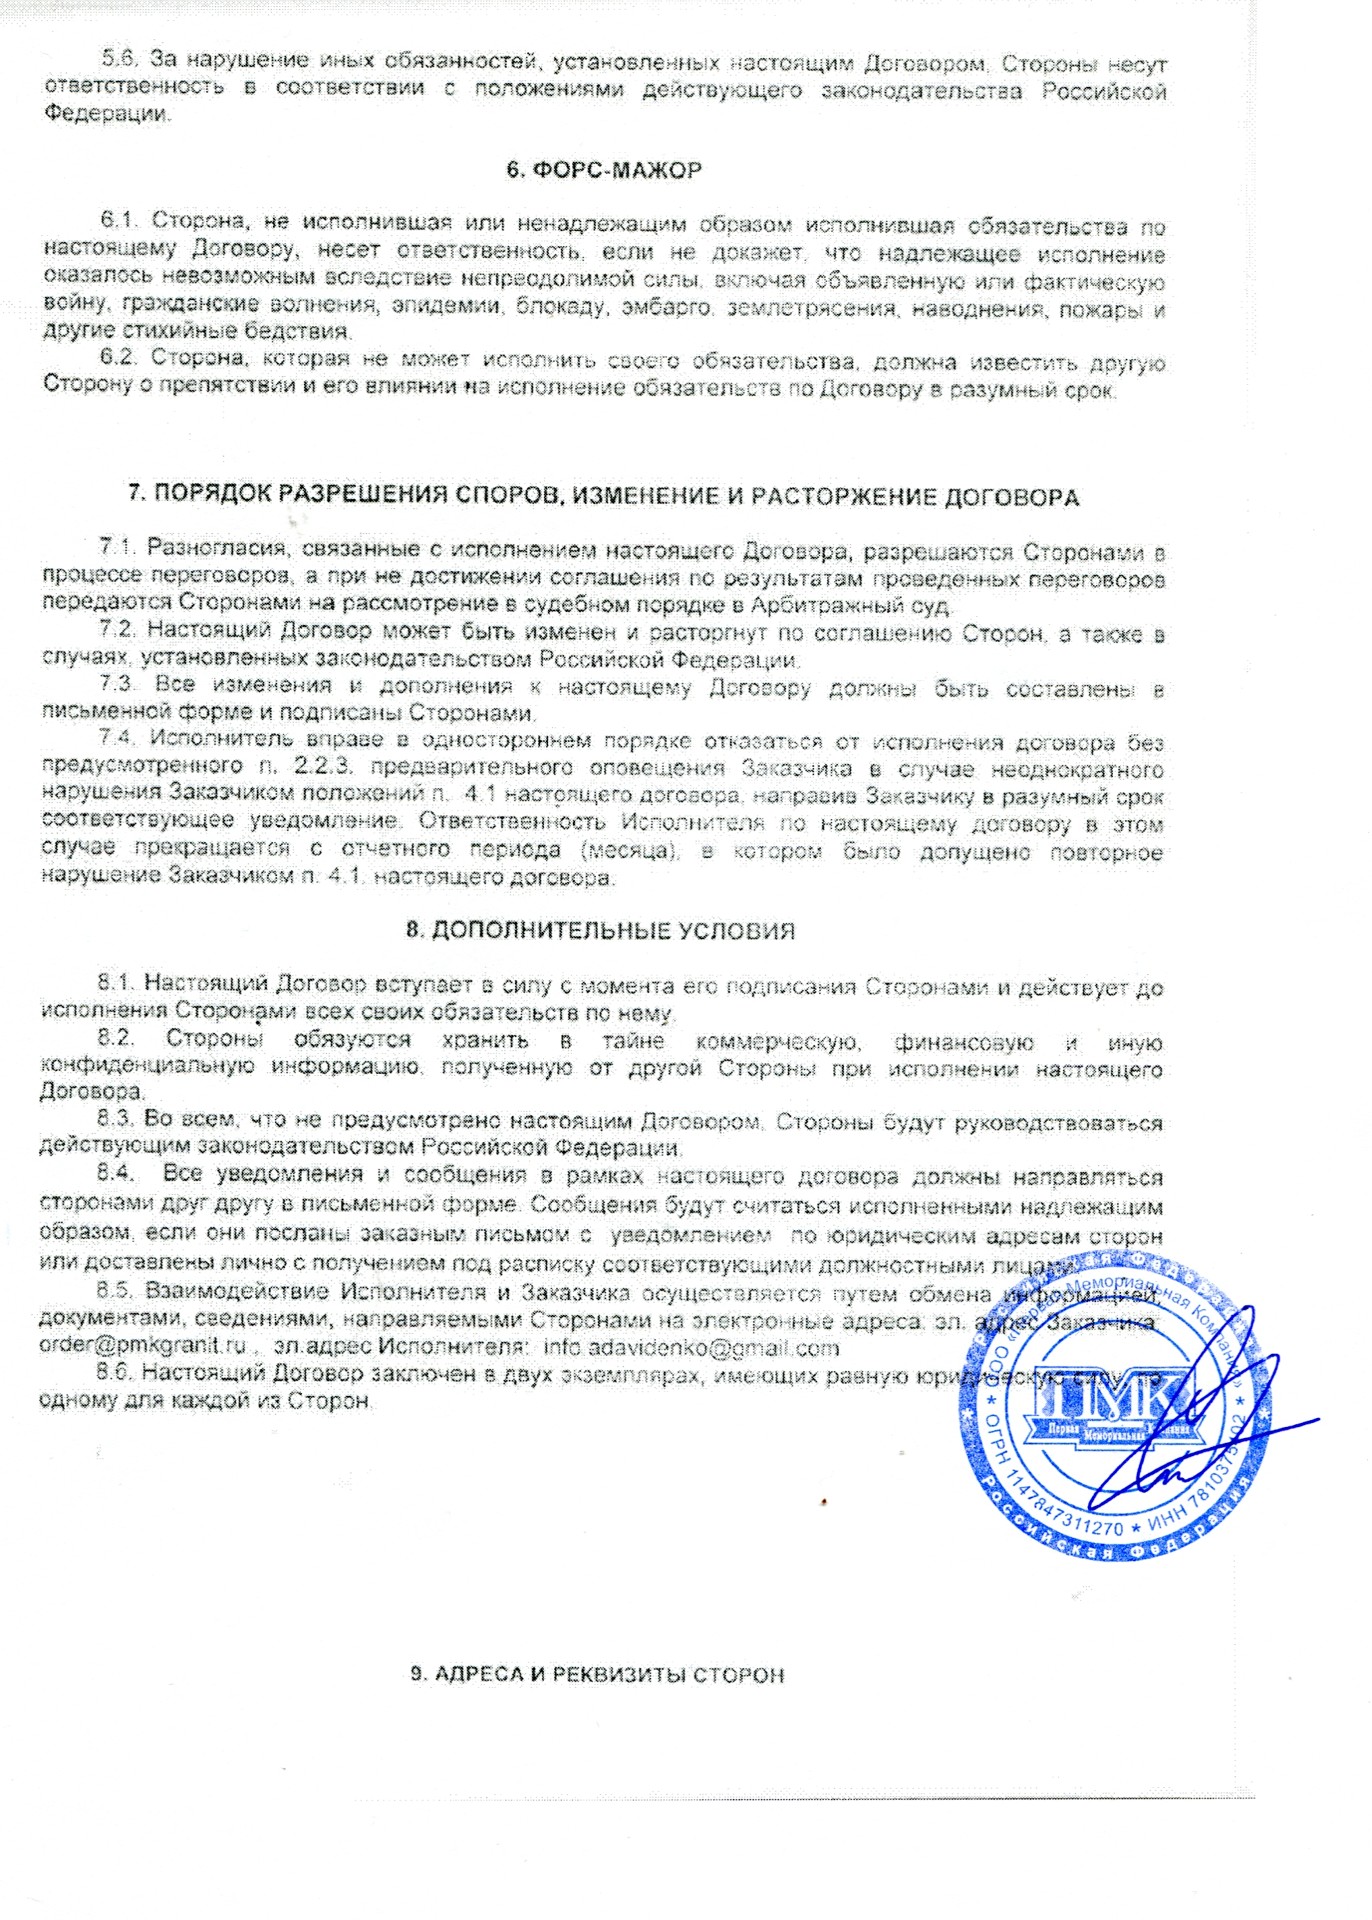 5.6. За нарушение иных обязанностей, установленных настоящим Договором, Стороны несут
ответственность в соответствии с положениями действующего законодательства Российской
Федерации.
6. ФОРС-МАЖОР
6.1. Сторона, не исполнившая или ненадлежащим образом исполнившая обязательства по
настоящему Договору, несет ответственность, если не докажет, что надлежащее исполнение
оказалось невозможным вследствие непреодолимой силы, включая объявленную или фактическую
войну, гражданские волнения, эпидемии, блокаду, эмбарго, землетрясения, наводнения, пожары и
другие стихийные бедствия.
6.2. Сторона, которая не может исполнить своего обязательства, должна известить другую
Сторону о препятствии и его влиянии на исполнение обязательств по Договору в разумный срок.
7. ПОРЯДОК РАЗРЕШЕНИЯ СПОРОВ, ИЗМЕНЕНИЕ И РАСТОРЖЕНИЕ ДОГОВОРА
7.1. Разногласия, связанные с исполнением настоящего Договора, разрешаются Сторонами в
процессе переговоров, а при не достижении соглашения по результатам проведенных переговоров
передаются Сторонами на рассмотрение в судебном порядке в Арбитражный суд.
7.2. Настоящий Договор может быть изменен и расторгнут по соглашению Сторон, а также в
случаях, установленных законодательством Российской Федерации.
7.3. Все изменения и дополнения к настоящему Договору должны быть составлены в
письменной форме и подписаны Сторонами.
7.4. Исполнитель вправе в одностороннем порядке отказаться от исполнения договора без
предусмотренного п. 2.2.3. предварительного оповещения Заказчика в случае неоднократного
нарушения Заказчиком положений п. 4.1 настоящего договора, направив Заказчику в разумный срок
соответствующее уведомление. Ответственность Исполнителя по настоящему договору в этом
случае прекращается с отчетного периода (месяца), в котором было допущено повторное
нарушение Заказчиком п. 4.1. настоящего договора.
8. ДОПОЛНИТЕЛЬНЫЕ УСЛОВИЯ
8.1. Настоящий Договор вступает в силу с момента его подписания Сторонами и действует до
исполнения Сторонами всех своих обязательств по нему.
8.2. Стороны обязуются хранить в тайне коммерческую, финансовую и иную
конфиденциальную информацию, полученную от другой Стороны при исполнении настоящего
Договора.
8.3. Во всем, что не предусмотрено настоящим Договором, Стороны будут руководствоваться
действующим законодательством Российской Федерации.
8.4. Все уведомления и сообщения в рамках настоящего договора должны направляться
сторонами друг другу в письменной форме. Сообщения будут считаться исполненными надлежащим
образом, если они посланы заказным письмом с уведомлением по юридическим адресам сторон
или доставлены лично с получением под расписку соответствующими должностными лицами.
8.5. Взаимодействие Исполнителя и Заказчика осуществляется путем обмена информацией,
документами, сведениями, направляемыми Сторонами на электронные адреса: эл. адрес Заказчика:
order@pmkgranit.ru , эл.адрес Исполнителя: info.adavidenko@gmail.com
8.6. Настоящий Договор заключен в двух экземплярах, имеющих равную юридическую силу, по
одному для каждой из Сторон.
Российская Федерация
ООО «Первая Мемориальная Компания»
ПМК
Первая Мемориальная Компания
ОГРН 1147847311270 * ИНН 7810375402
Российская Федерация
9. АДРЕСА И РЕКВИЗИТЫ СТОРОН